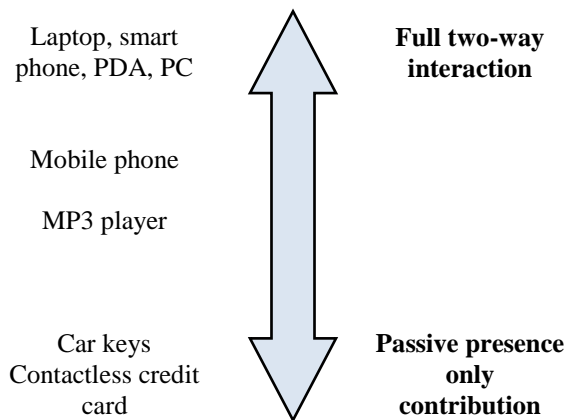 Laptop, smart
phone, PDA, PC
Full two-way
interaction
Mobile phone
MP3 player
Car keys
Contactless credit
card
Passive presence
only
contribution